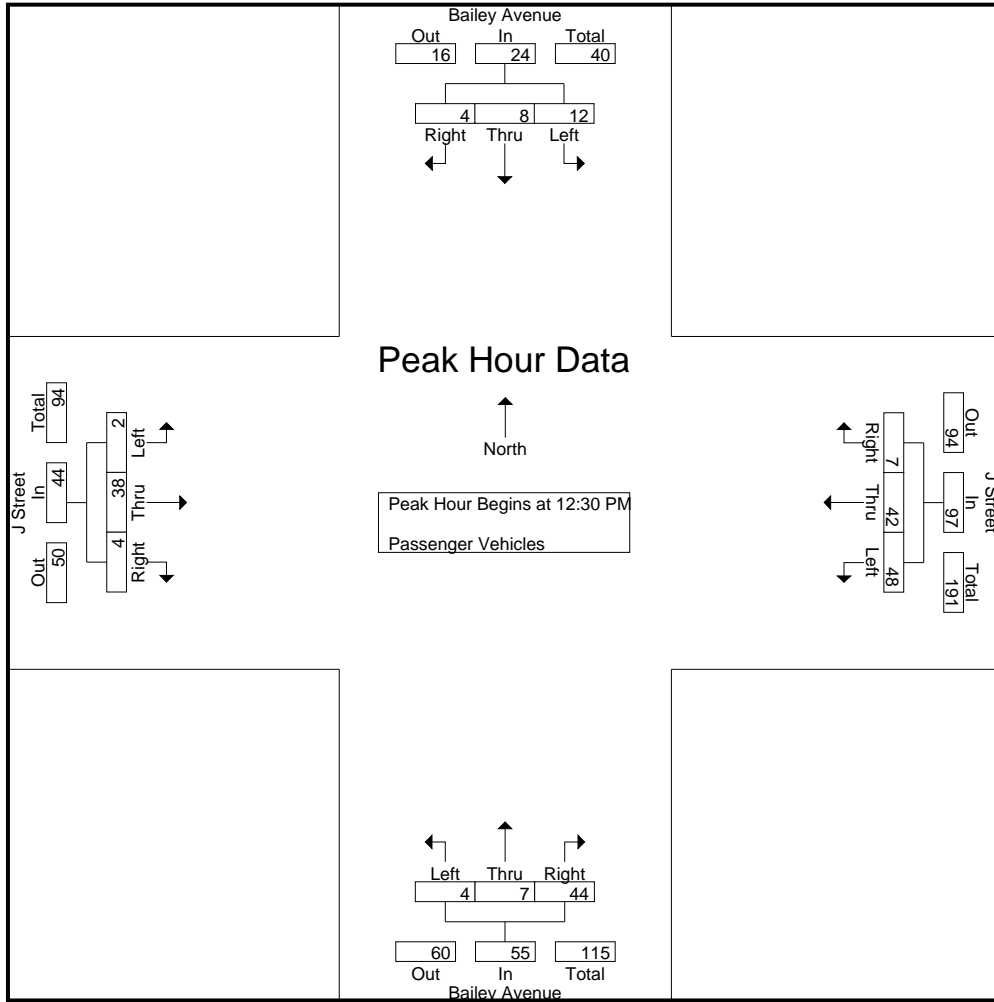 Bailey Avenue
Out In Total
16 24 40
4 8 12
Right Thru Left
Peak Hour Data
North
Peak Hour Begins at 12:30 PM
Passenger Vehicles
J Street
Out In Total
50 44 94
Left Thru Right
2 38 4
Right Thru Left
7 42 48
Out In Total
94 97 191
J Street
Left Thru Right
4 7 44
60 55 115
Out In Total
Bailey Avenue